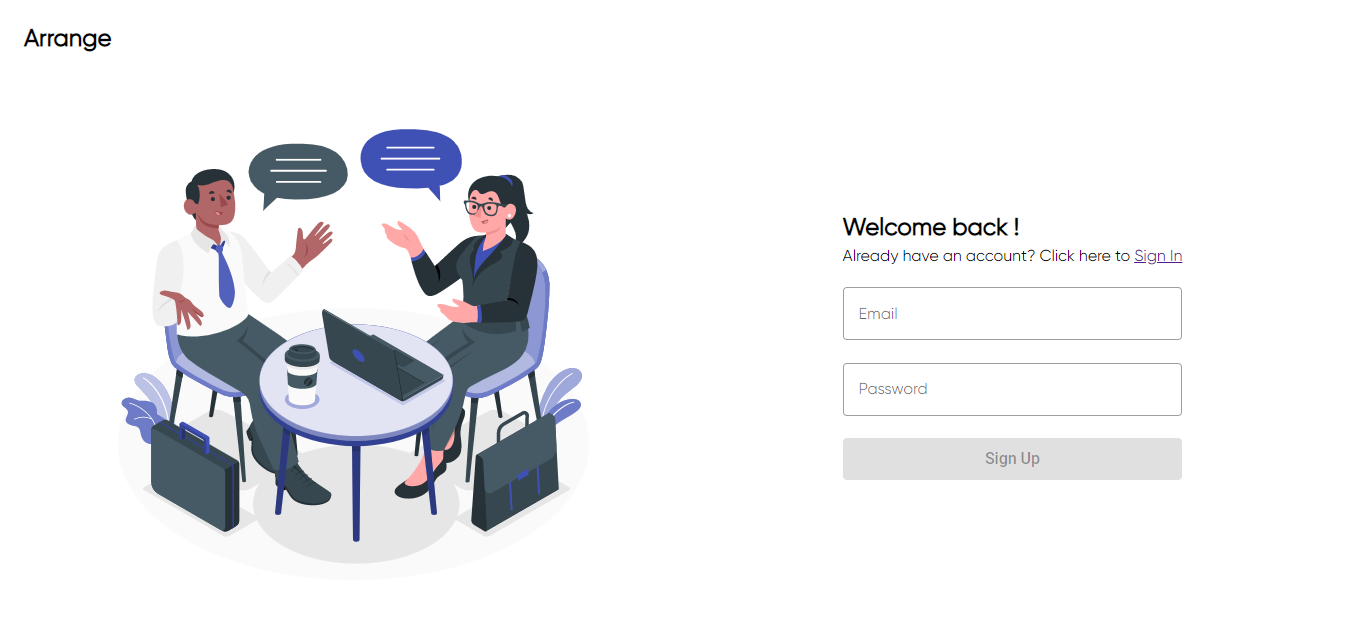 Arrange
Welcome back !
Already have an account? Click here to Sign In
Email
Password
Sign Up